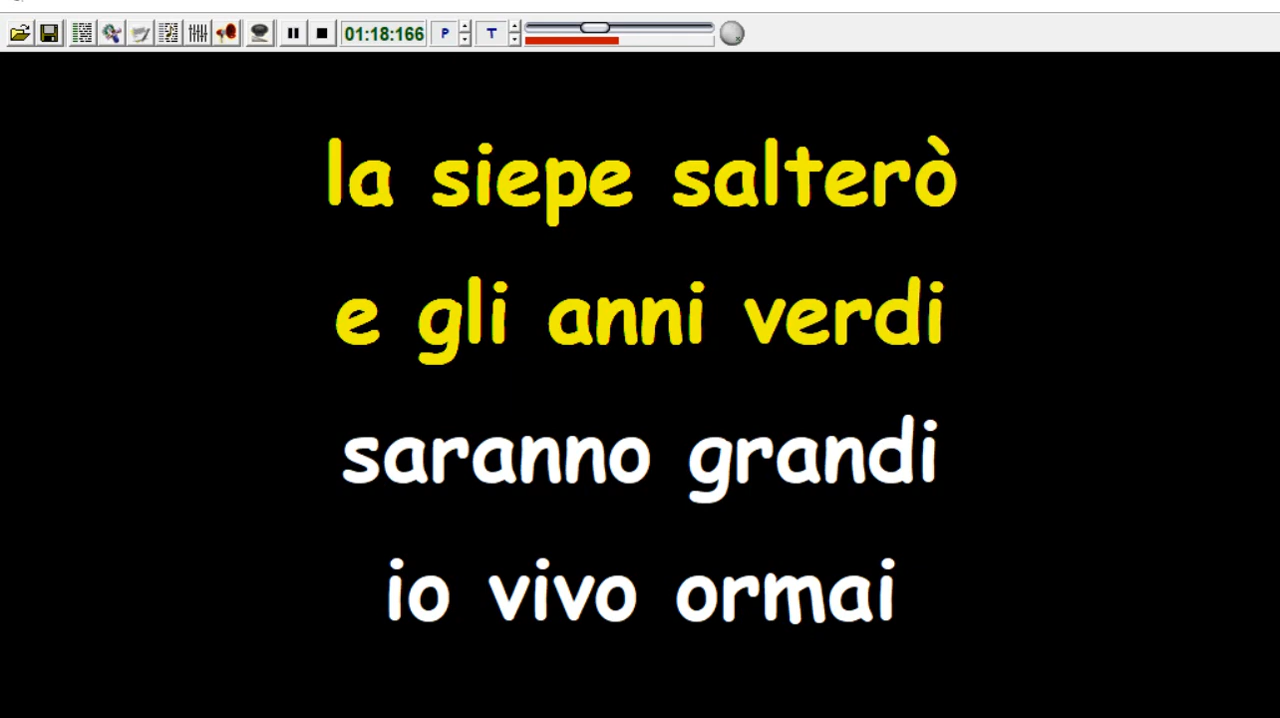 01:18:166 P T
la siepe salterò
e gli anni verdi
saranno grandi
io vivo ormai